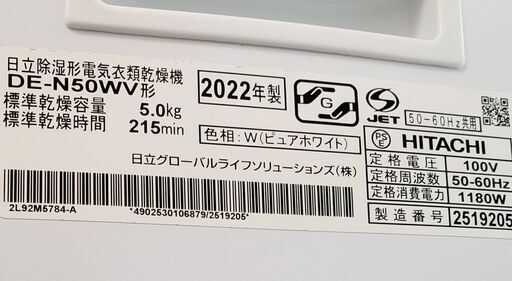 日立除湿形電気衣類乾燥機
DE-N50WV形
標準乾燥容量 5.0kg
標準乾燥時間 215min
2022年製
色相:W(ピュアホワイト)
G
S
JET
50-60Hz共用
PS E
HITACHI
定格電圧 100V
定格周波数 50-60Hz
定格消費電力 1180W
製造番号 2519205
日立グローバルライフソリューションズ(株)
2L92M5784-A
*4902530106879/2519205*